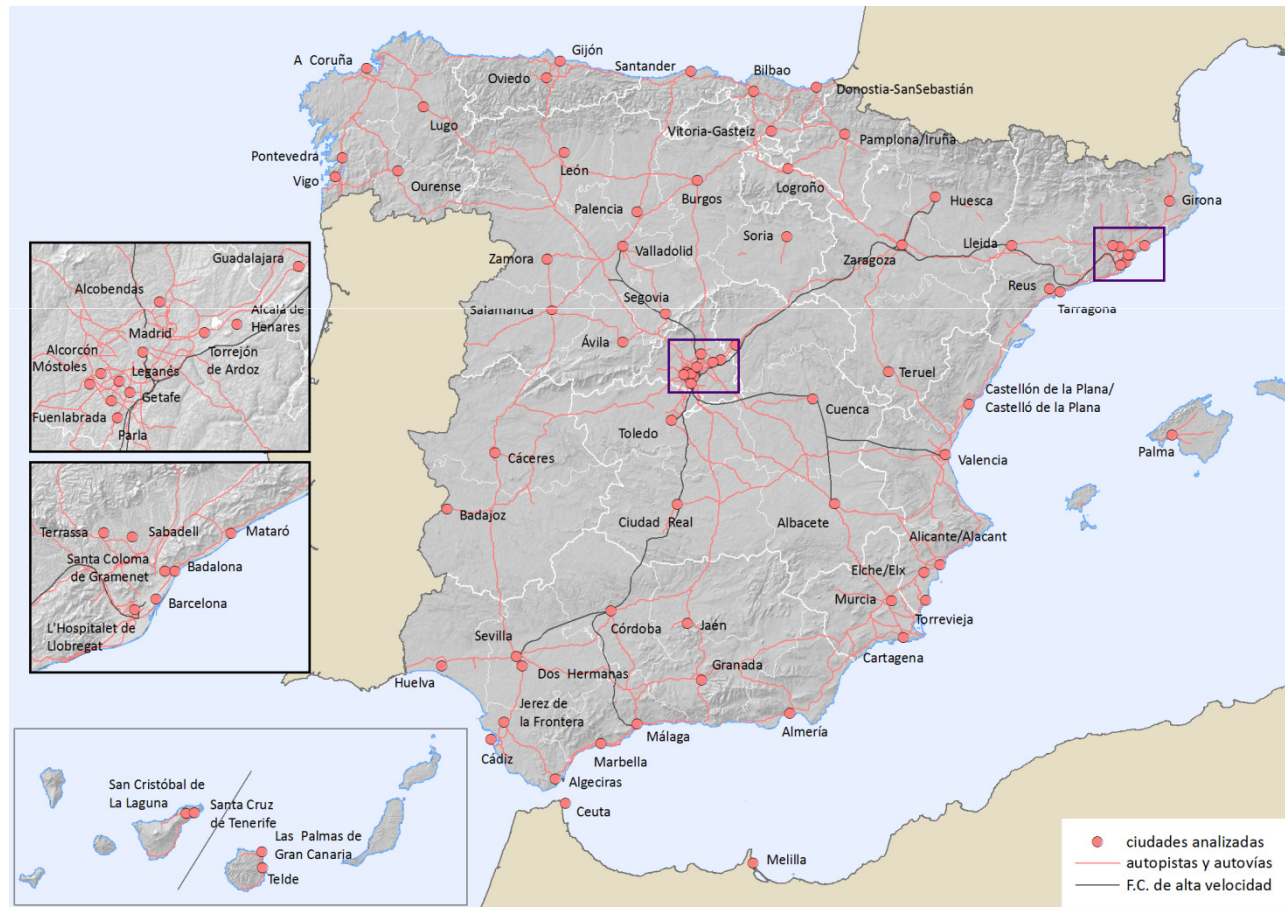 Gijón
A Coruña
Santander
Oviedo
Bilbao
Donostia-SanSebastián
Lugo
Vitoria-Gasteiz
Pamplona/Iruña
Pontevedra
León
Logroño
Vigo
Ourense
Burgos
Huesca
Girona
Palencia
Soria
Valladolid
Lleida
Zamora
Zaragoza
Reus
Segovia
Salamanca
Tarragona
Ávila
Teruel
Castellón de la Plana/
Castelló de la Plana
Cuenca
Toledo
Palma
Cáceres
Valencia
Badajoz
Ciudad Real
Albacete
Alicante/Alacant
Elche/Elx
Murcia
Torrevieja
Córdoba
Jaén
Sevilla
Cartagena
Dos Hermanas
Granada
Huelva
Jerez de
la Frontera
Málaga
Almería
Cádiz
Marbella
Algeciras
Ceuta
Melilla
Guadalajara
Alcobendas
Madrid
Alcalá de
Henares
Alcorcón
Torrejón
de Ardoz
Móstoles
Leganés
Getafe
Fuenlabrada
Parla
Terrassa
Sabadell
Mataró
Santa Coloma
de Gramenet
Badalona
Barcelona
L'Hospitalet de
Llobregat
San Cristóbal de
La Laguna
Santa Cruz
de Tenerife
Las Palmas de
Gran Canaria
Telde
ciudades analizadas
autopistas y autovías
F.C. de alta velocidad